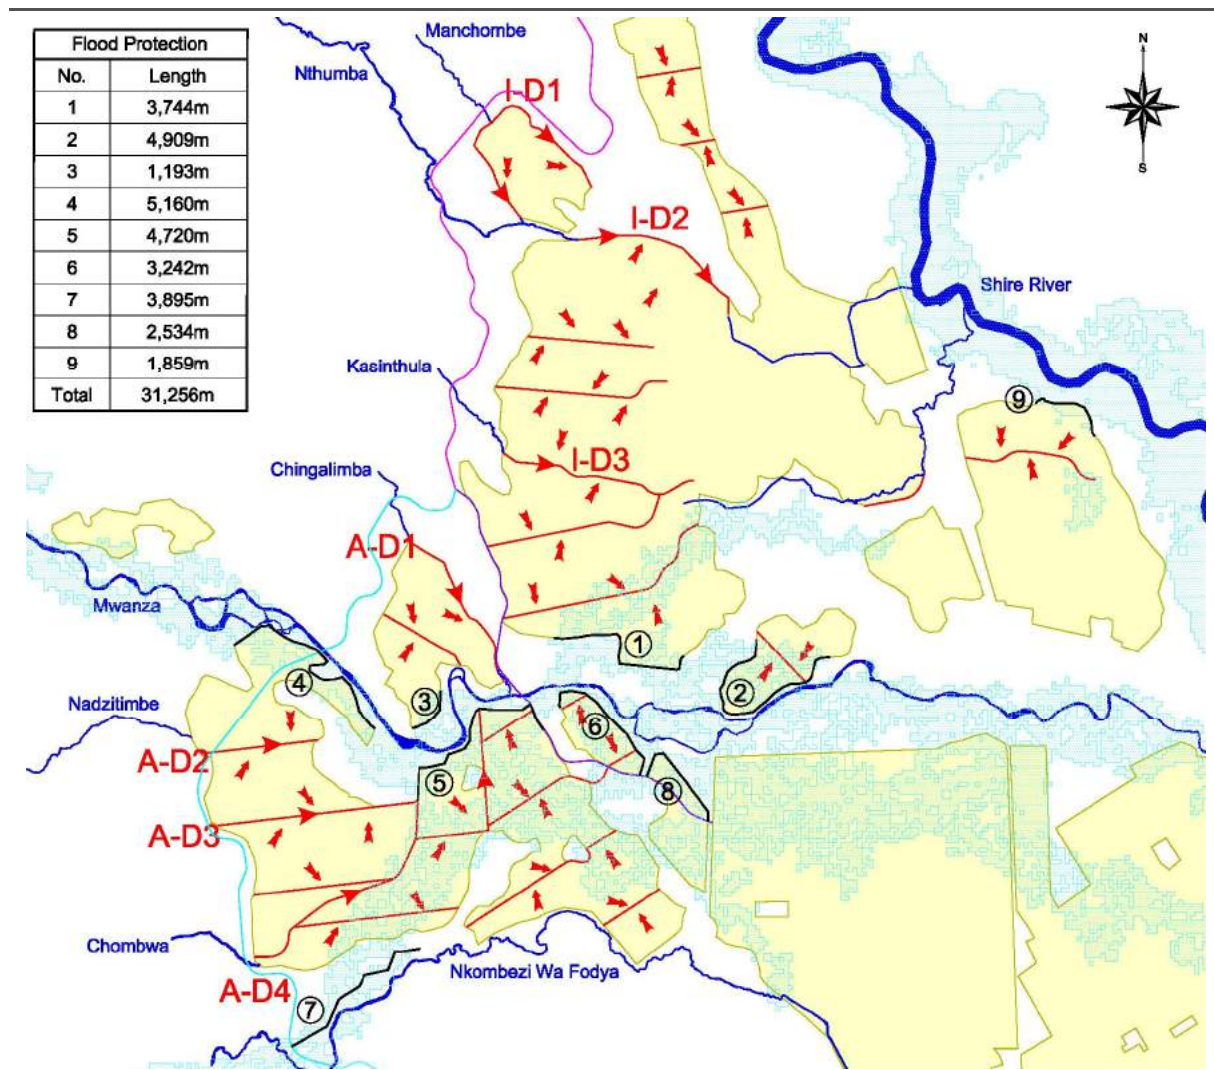 Flood Protection
No. Length
1 3,744m
2 4,909m
3 1,193m
4 5,160m
5 4,720m
6 3,242m
7 3,895m
8 2,534m
9 1,859m
Total 31,256m
Manchombe
Nthumba
I-D1
N
S
I-D2
Shire River
Kasinthula
9
I-D3
Chingalimba
A-D1
Mwanza
1
4
2
3
Nadzitimbe
6
A-D2
5
8
A-D3
Chombwa
Nkombezi Wa Fodya
A-D4
7